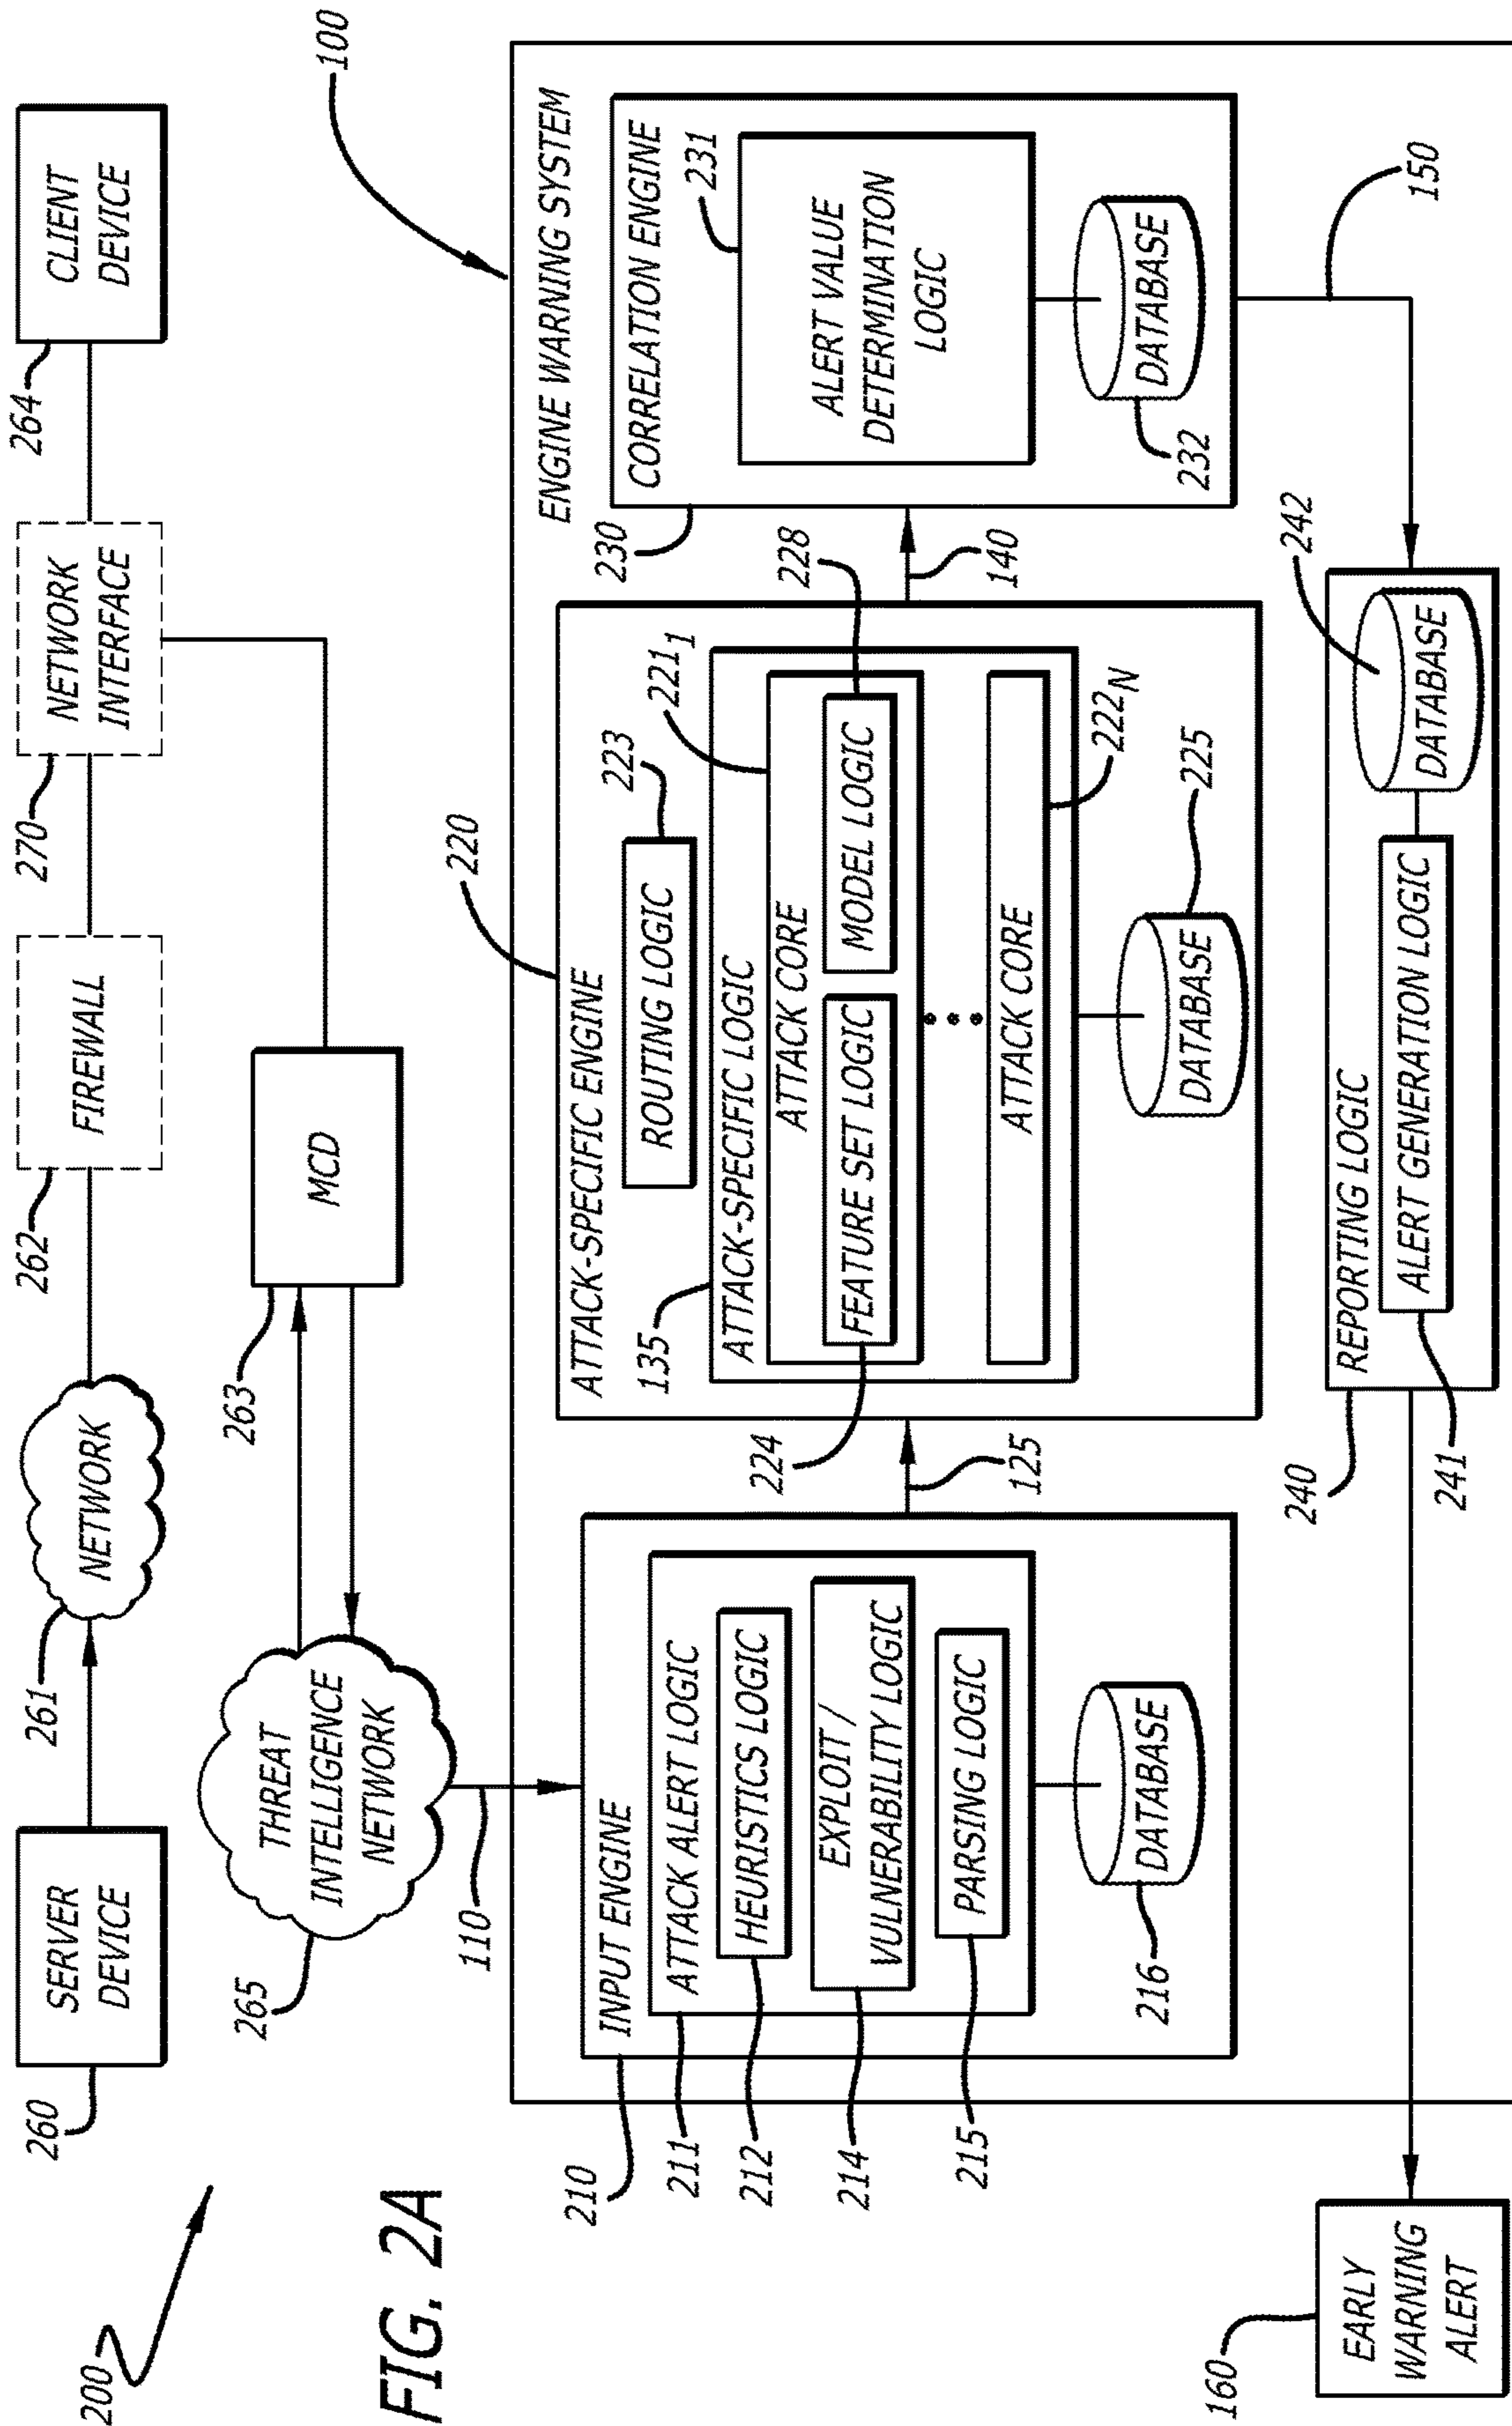 200
260
SERVER
DEVICE
261
NETWORK
262
FIREWALL
270
NETWORK
INTERFACE
264
CLIENT
DEVICE
265
THREAT
INTELLIGENCE
NETWORK
263
MCD
100
FIG. 2A
110
ENGINE WARNING SYSTEM
210
INPUT ENGINE
211
ATTACK ALERT LOGIC
212
HEURISTICS LOGIC
214
EXPLOIT /
VULNERABILITY LOGIC
215
PARSING LOGIC
216
DATABASE
125
220
ATTACK-SPECIFIC ENGINE
223
ROUTING LOGIC
135
ATTACK-SPECIFIC LOGIC
221₁
ATTACK CORE
224
FEATURE SET LOGIC
228
MODEL LOGIC
222N
ATTACK CORE
225
DATABASE
140
230
CORRELATION ENGINE
231
ALERT VALUE
DETERMINATION
LOGIC
232
DATABASE
150
240
REPORTING LOGIC
241
ALERT GENERATION LOGIC
242
DATABASE
160
EARLY
WARNING
ALERT